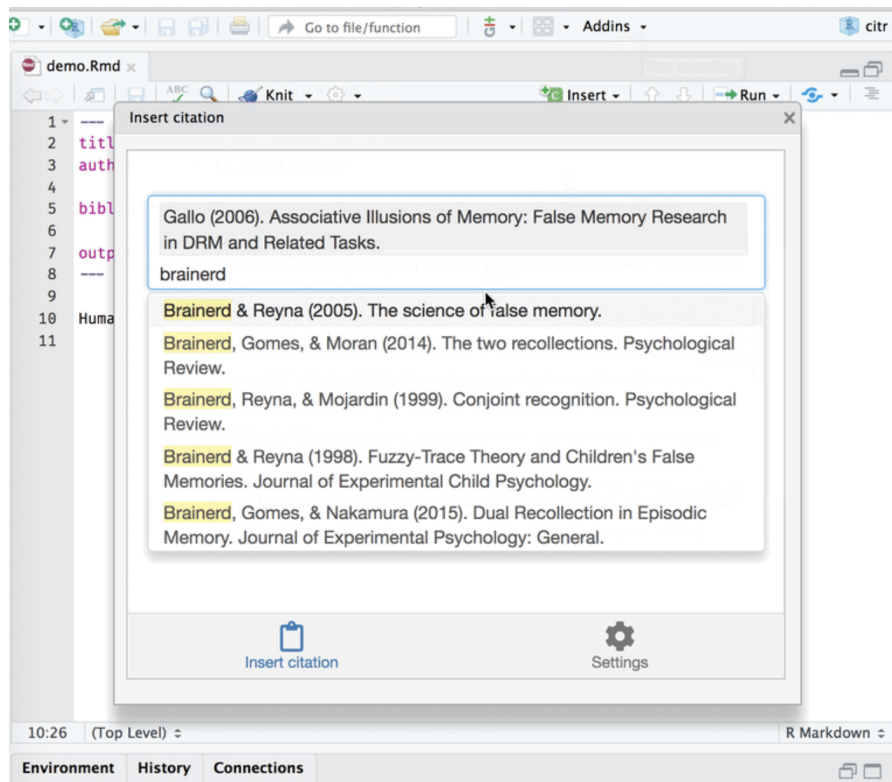 Go to file/function
Addins
citr
demo.Rmd
ABC
Knit
Insert
Run
Insert citation
1 ---
2 titl
3 auth
4
5 bibl
6
7 outp
8 ---
9
10 Huma
11
Gallo (2006). Associative Illusions of Memory: False Memory Research
in DRM and Related Tasks.
brainerd
Brainerd & Reyna (2005). The science of false memory.
Brainerd, Gomes, & Moran (2014). The two recollections. Psychological
Review.
Brainerd, Reyna, & Mojardin (1999). Conjoint recognition. Psychological
Review.
Brainerd & Reyna (1998). Fuzzy-Trace Theory and Children's False
Memories. Journal of Experimental Child Psychology.
Brainerd, Gomes, & Nakamura (2015). Dual Recollection in Episodic
Memory. Journal of Experimental Psychology: General.
Insert citation
Settings
10:26 (Top Level)
R Markdown
Environment History Connections